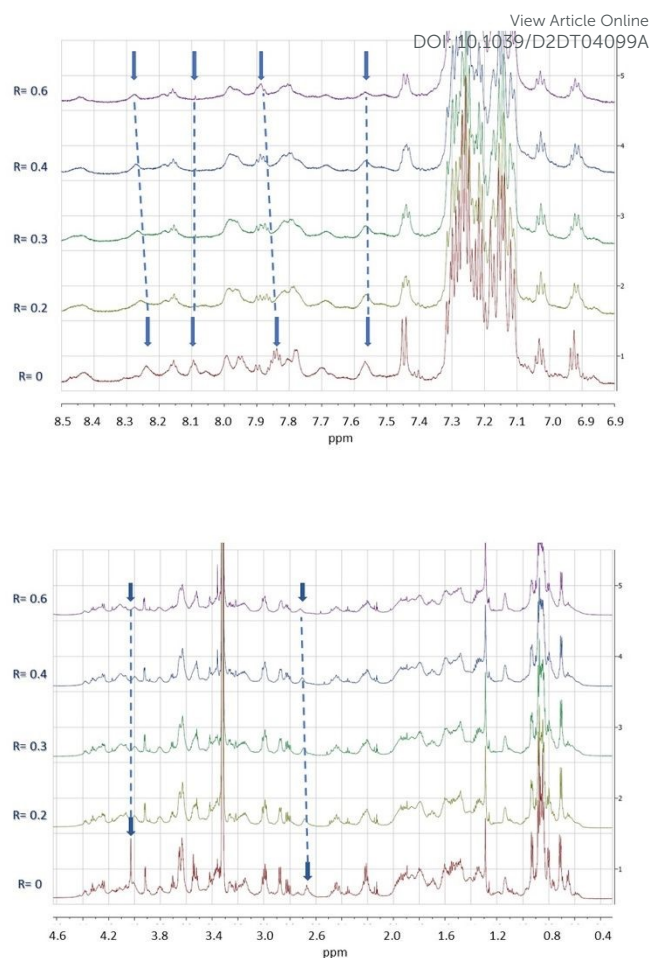 View Article Online
DOI: 10.1039/D2DT04099A
R= 0.6
5
R= 0.4
4
R= 0.3
3
R= 0.2
2
R= 0
1
8.5 8.4 8.3 8.2 8.1 8.0 7.9 7.8 7.7 7.6 7.5 7.4 7.3 7.2 7.1 7.0 6.9
ppm
R= 0.6
5
R= 0.4
4
R= 0.3
3
R= 0.2
2
R= 0
1
4.6 4.2 3.8 3.4 3.0 2.6 2.2 1.8 1.6 1.2 0.8 0.4
ppm